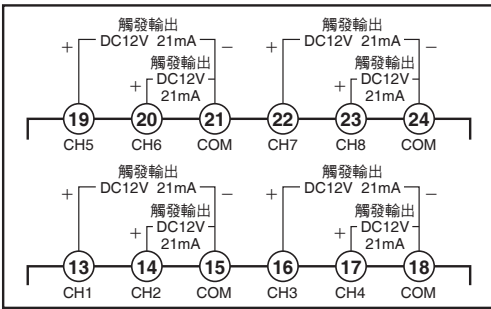 觸發輸出 觸發輸出
+ DC12V 21mA − + DC12V 21mA −
觸發輸出 觸發輸出
+ DC12V + DC12V
21mA 21mA
19 20 21 22 23 24
CH5 CH6 COM CH7 CH8 COM
觸發輸出 觸發輸出
+ DC12V 21mA − + DC12V 21mA −
觸發輸出 觸發輸出
+ DC12V + DC12V
21mA 21mA
13 14 15 16 17 18
CH1 CH2 COM CH3 CH4 COM